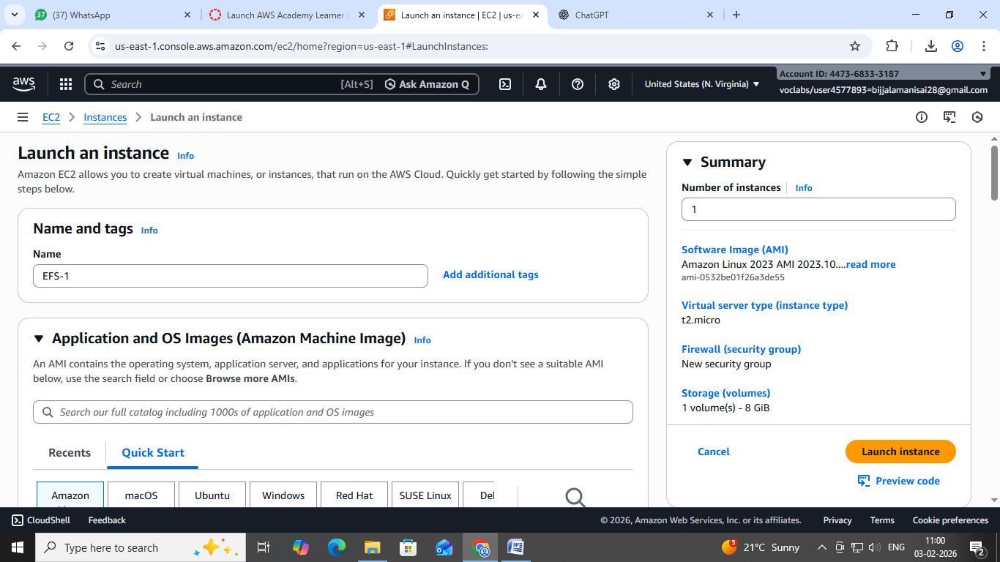 (37) WhatsApp
Launch AWS Academy Learner L
Launch an instance | EC2 | us-ea
ChatGPT
us-east-1.console.aws.amazon.com/ec2/home?region=us-east-1#LaunchInstances:
aws
Search
[Alt+S]
Ask Amazon Q
United States (N. Virginia)
Account ID: 4473-6833-3187
voclabs/user4577893=bijjalamanisai28@gmail.com
EC2
Instances
Launch an instance
Launch an instance Info
Amazon EC2 allows you to create virtual machines, or instances, that run on the AWS Cloud. Quickly get started by following the simple
steps below.
Name and tags Info
Name
EFS-1
Add additional tags
Application and OS Images (Amazon Machine Image) Info
An AMI contains the operating system, application server, and applications for your instance. If you don't see a suitable AMI
below, use the search field or choose Browse more AMIs.
Search our full catalog including 1000s of application and OS images
Recents
Quick Start
Amazon
macOS
Ubuntu
Windows
Red Hat
SUSE Linux
Del
Summary
Number of instances Info
1
Software Image (AMI)
Amazon Linux 2023 AMI 2023.10....read more
ami-0532be01f26a3de55
Virtual server type (instance type)
t2.micro
Firewall (security group)
New security group
Storage (volumes)
1 volume(s) - 8 GiB
Cancel
Launch instance
Preview code
CloudShell
Feedback
© 2026, Amazon Web Services, Inc. or its affiliates.
Privacy
Terms
Cookie preferences
Type here to search
5
21°C Sunny
ENG
11:00
03-02-2026
2